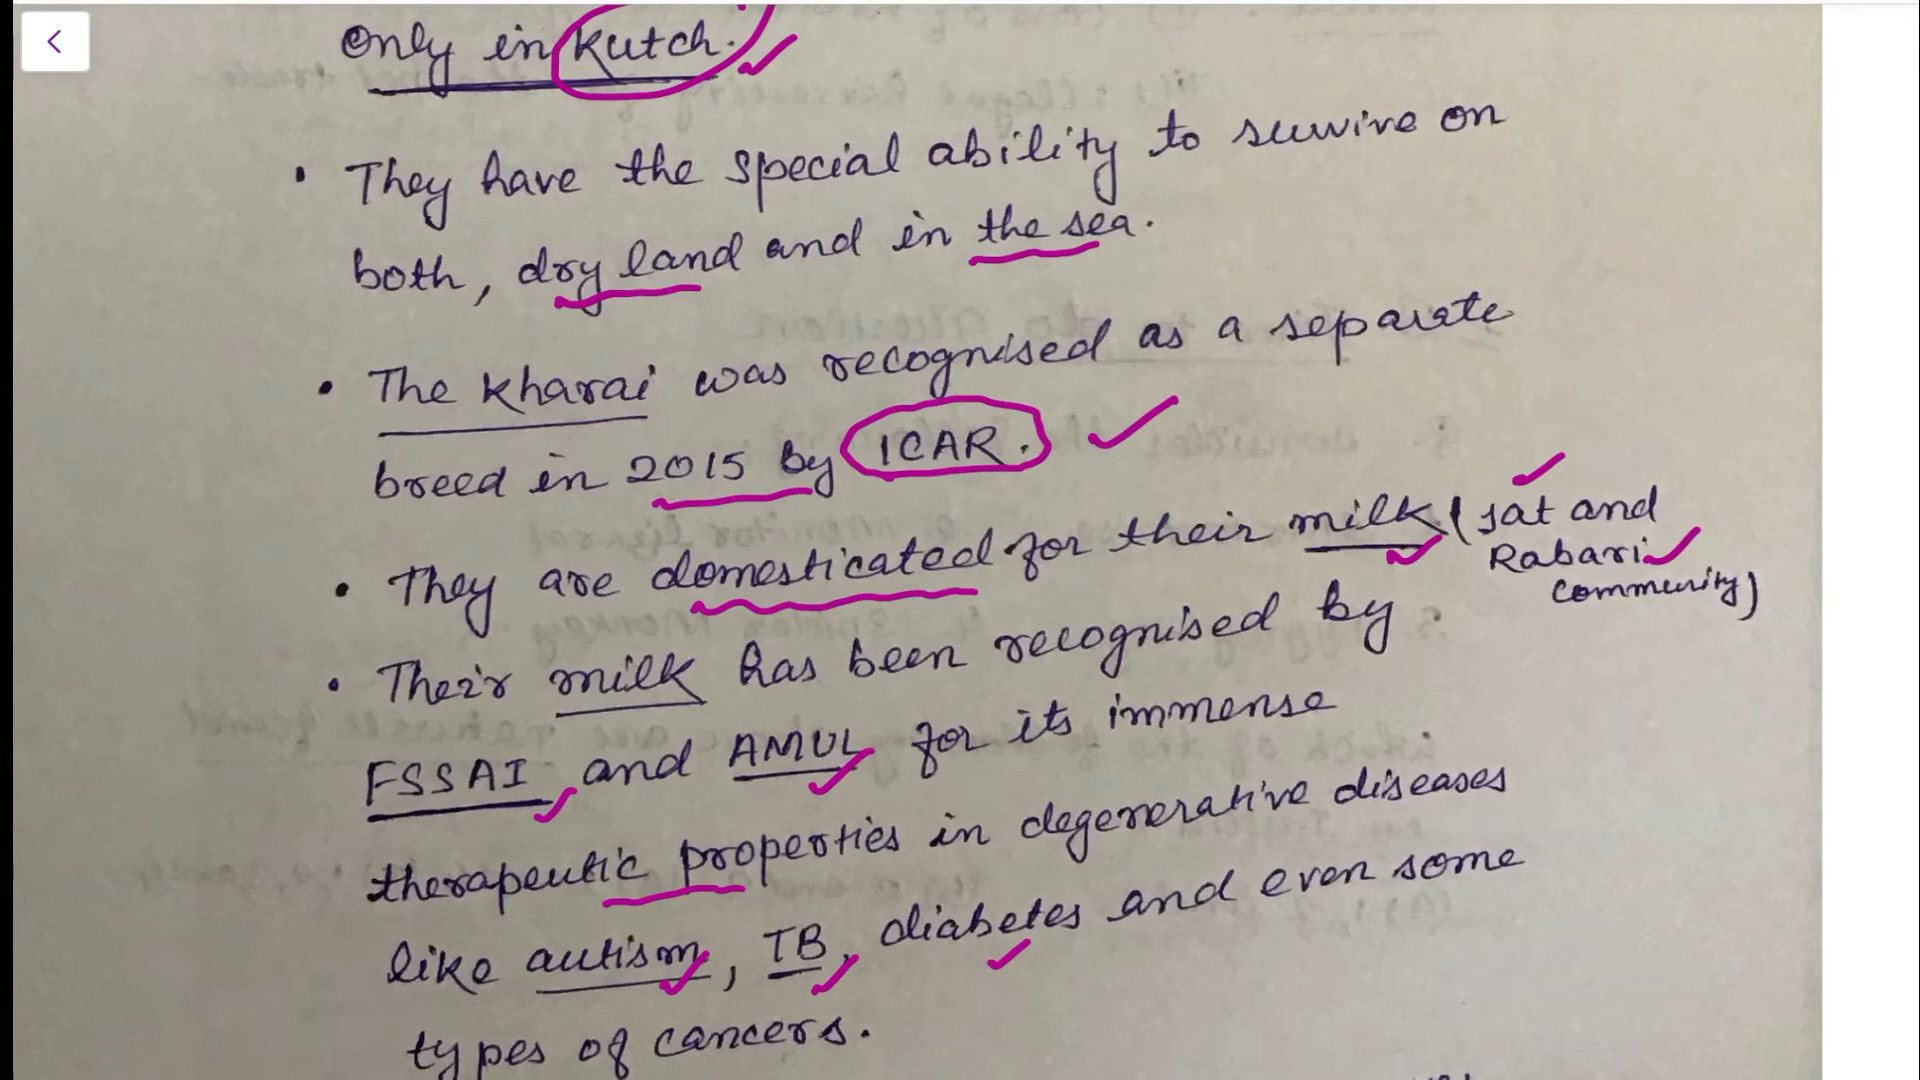 Only in Kutch.
• They have the special ability to survive on
both, dry land and in the sea.
• The Kharai was recognised as a separate
breed in 2015 by ICAR.
• They are domesticated for their milk (Jat and
Rabari
community)
• Their milk has been recognised by
FSSAI and AMUL for its immense
therapeutic properties in degenerative diseases
like autism, TB, diabetes and even some
types of cancers.